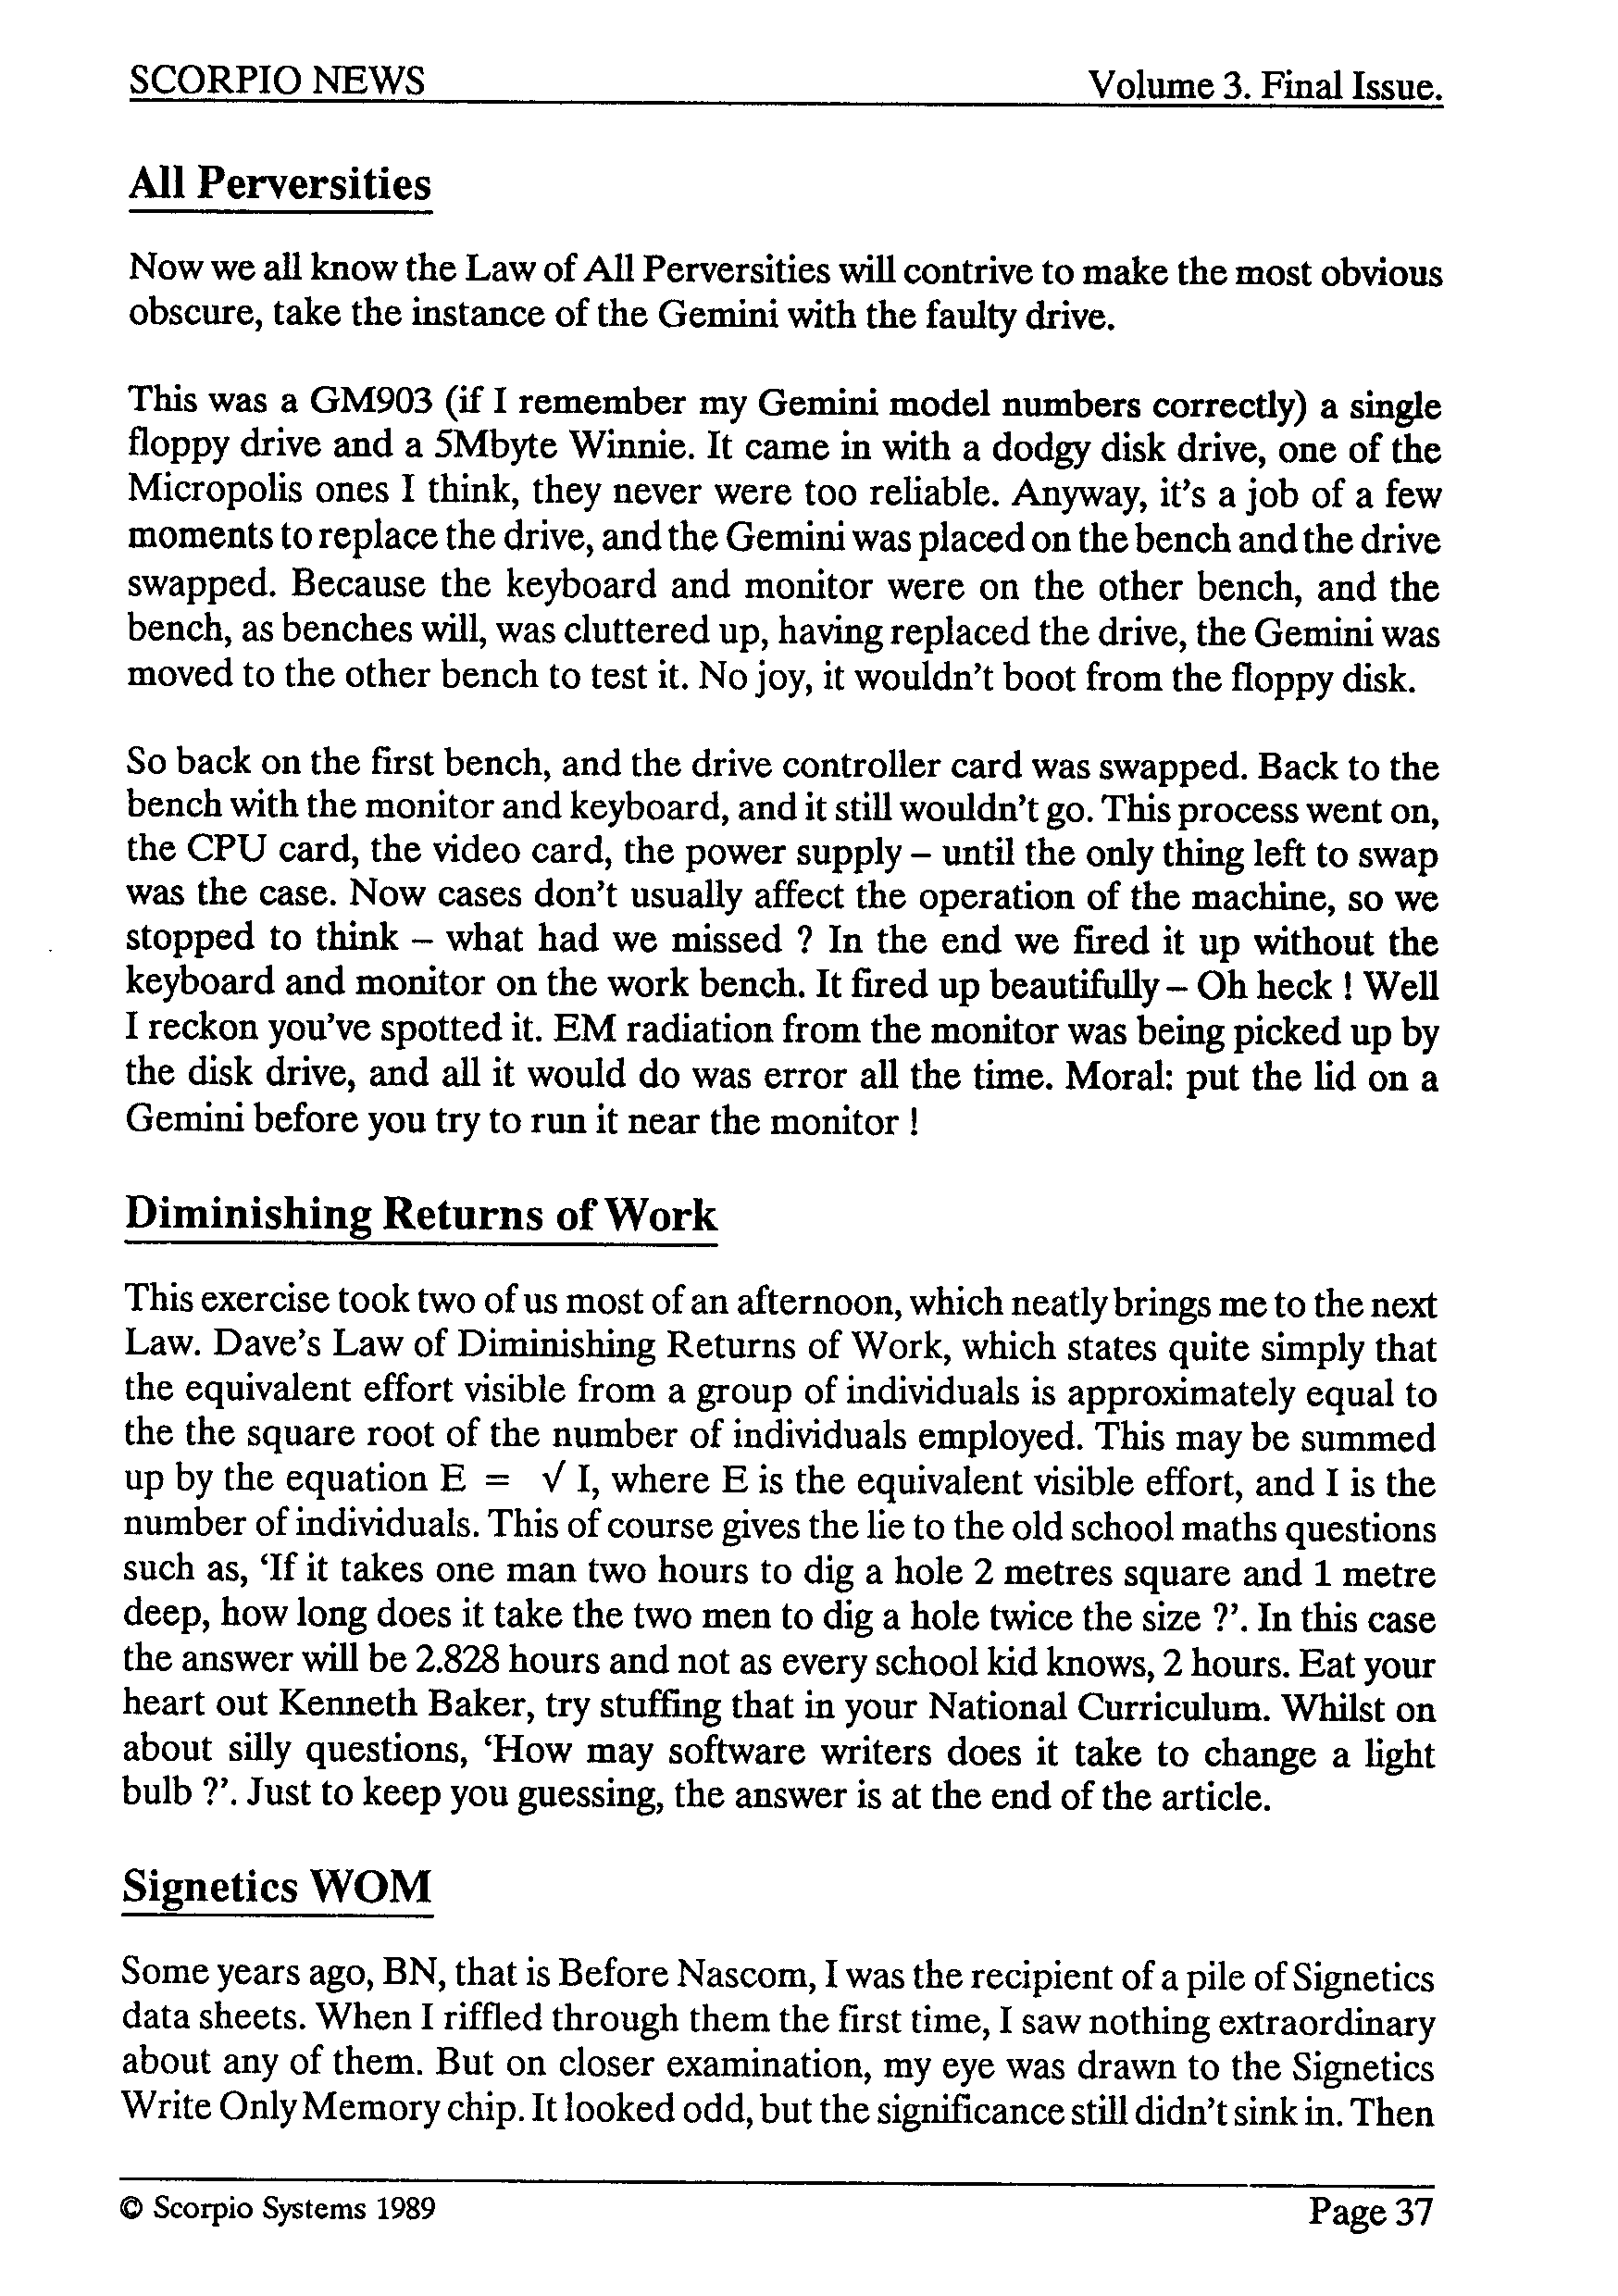 SCORPIO NEWS Volume 3. Final Issue.
All Perversities
Now we all know the Law of All Perversities will contrive to make the most obvious
obscure, take the instance of the Gemini with the faulty drive.
This was a GM903 (if I remember my Gemini model numbers correctly) a single
floppy drive and a 5Mbyte Winnie. It came in with a dodgy disk drive, one of the
Micropolis ones I think, they never were too reliable. Anyway, it's a job of a few
moments to replace the drive, and the Gemini was placed on the bench and the drive
swapped. Because the keyboard and monitor were on the other bench, and the
bench, as benches will, was cluttered up, having replaced the drive, the Gemini was
moved to the other bench to test it. No joy, it wouldn't boot from the floppy disk.
So back on the first bench, and the drive controller card was swapped. Back to the
bench with the monitor and keyboard, and it still wouldn't go. This process went on,
the CPU card, the video card, the power supply – until the only thing left to swap
was the case. Now cases don't usually affect the operation of the machine, so we
stopped to think – what had we missed ? In the end we fired it up without the
keyboard and monitor on the work bench. It fired up beautifully – Oh heck ! Well
I reckon you've spotted it. EM radiation from the monitor was being picked up by
the disk drive, and all it would do was error all the time. Moral: put the lid on a
Gemini before you try to run it near the monitor !
Diminishing Returns of Work
This exercise took two of us most of an afternoon, which neatly brings me to the next
Law. Dave's Law of Diminishing Returns of Work, which states quite simply that
the equivalent effort visible from a group of individuals is approximately equal to
the the square root of the number of individuals employed. This may be summed
up by the equation E = √ I, where E is the equivalent visible effort, and I is the
number of individuals. This of course gives the lie to the old school maths questions
such as, ‘If it takes one man two hours to dig a hole 2 metres square and 1 metre
deep, how long does it take the two men to dig a hole twice the size ?’. In this case
the answer will be 2.828 hours and not as every school kid knows, 2 hours. Eat your
heart out Kenneth Baker, try stuffing that in your National Curriculum. Whilst on
about silly questions, ‘How may software writers does it take to change a light
bulb ?’. Just to keep you guessing, the answer is at the end of the article.
Signetics WOM
Some years ago, BN, that is Before Nascom, I was the recipient of a pile of Signetics
data sheets. When I riffled through them the first time, I saw nothing extraordinary
about any of them. But on closer examination, my eye was drawn to the Signetics
Write Only Memory chip. It looked odd, but the significance still didn't sink in. Then
© Scorpio Systems 1989 Page 37